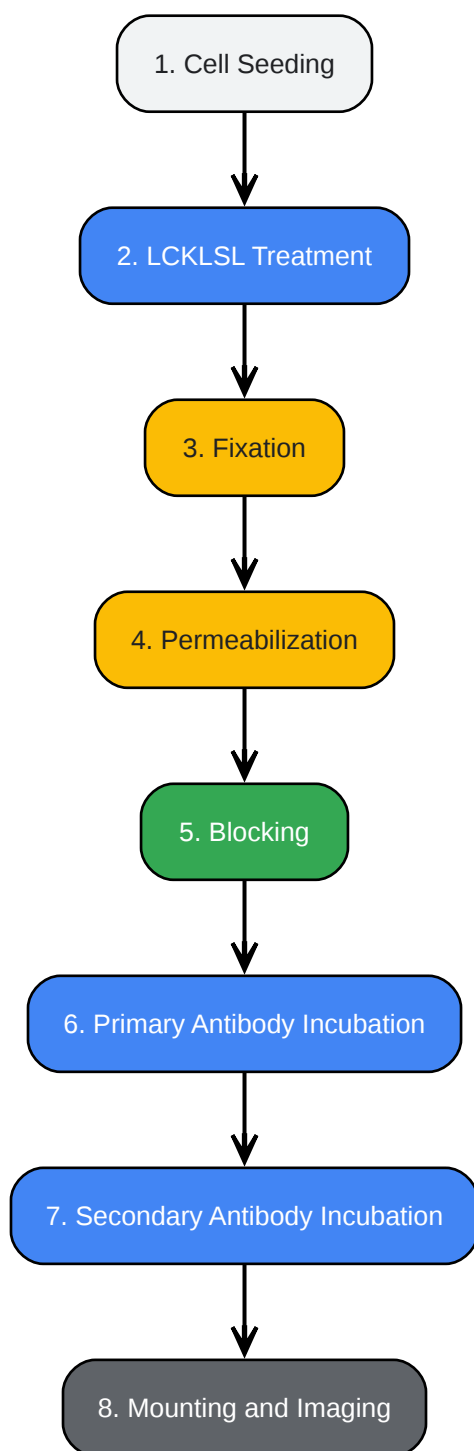 1. Cell Seeding
2. LCKLSL Treatment
3. Fixation
4. Permeabilization
5. Blocking
6. Primary Antibody Incubation
7. Secondary Antibody Incubation
8. Mounting and Imaging